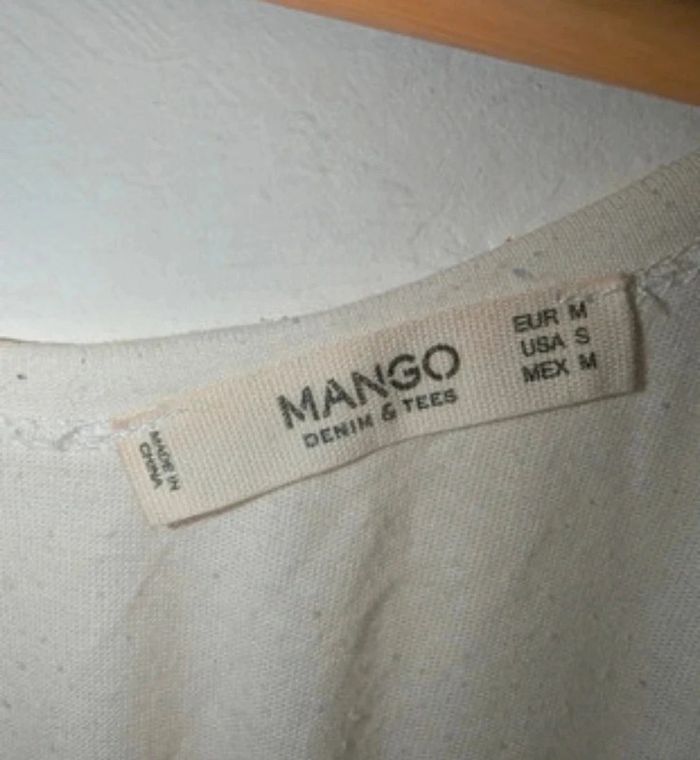 MADE IN
CHINA
MANGO
DENIM & TEES
EUR M
USA S
MEX M